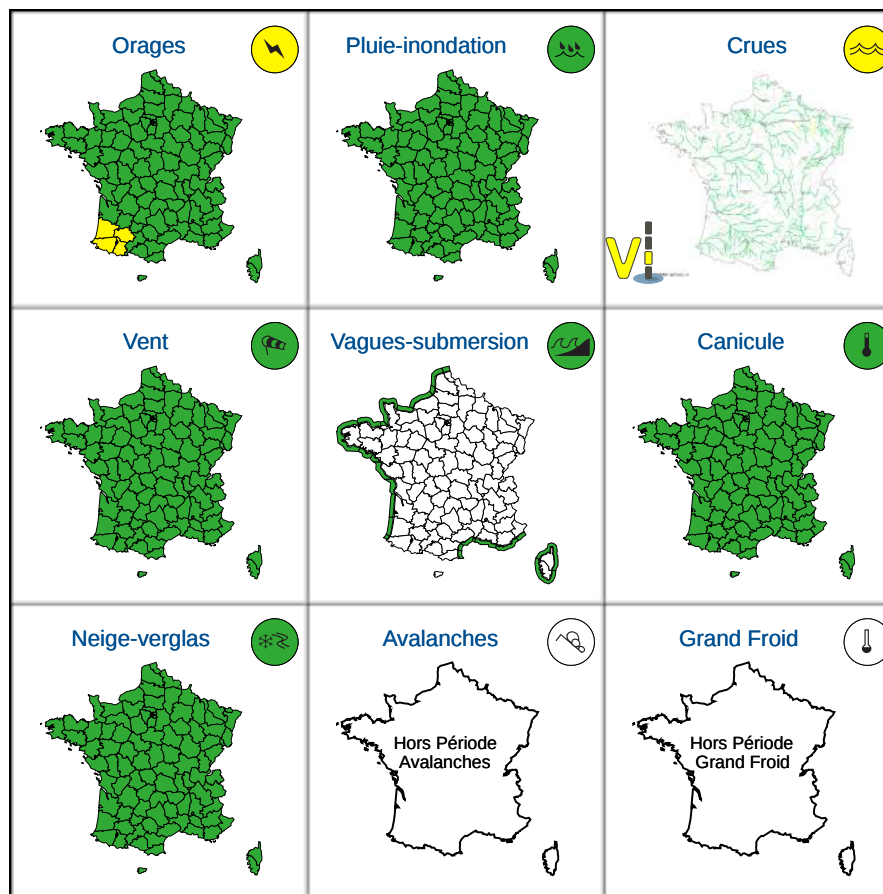 Orages
Pluie-inondation
Crues
Vi
Vent
Vagues-submersion
Canicule
Neige-verglas
Avalanches
Grand Froid
Hors Période
Avalanches
Hors Période
Grand Froid